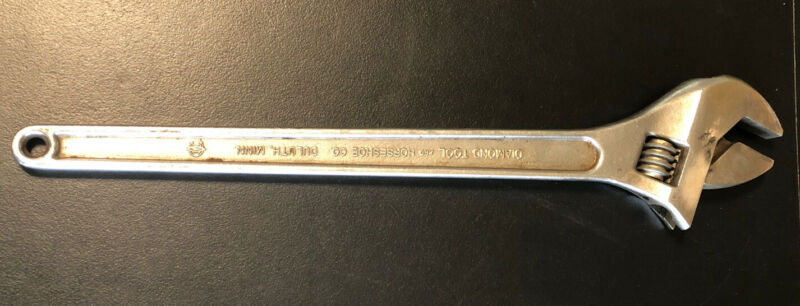 DIAMOND TOOL AND HORSESHOE CO. DULUTH, MINN.